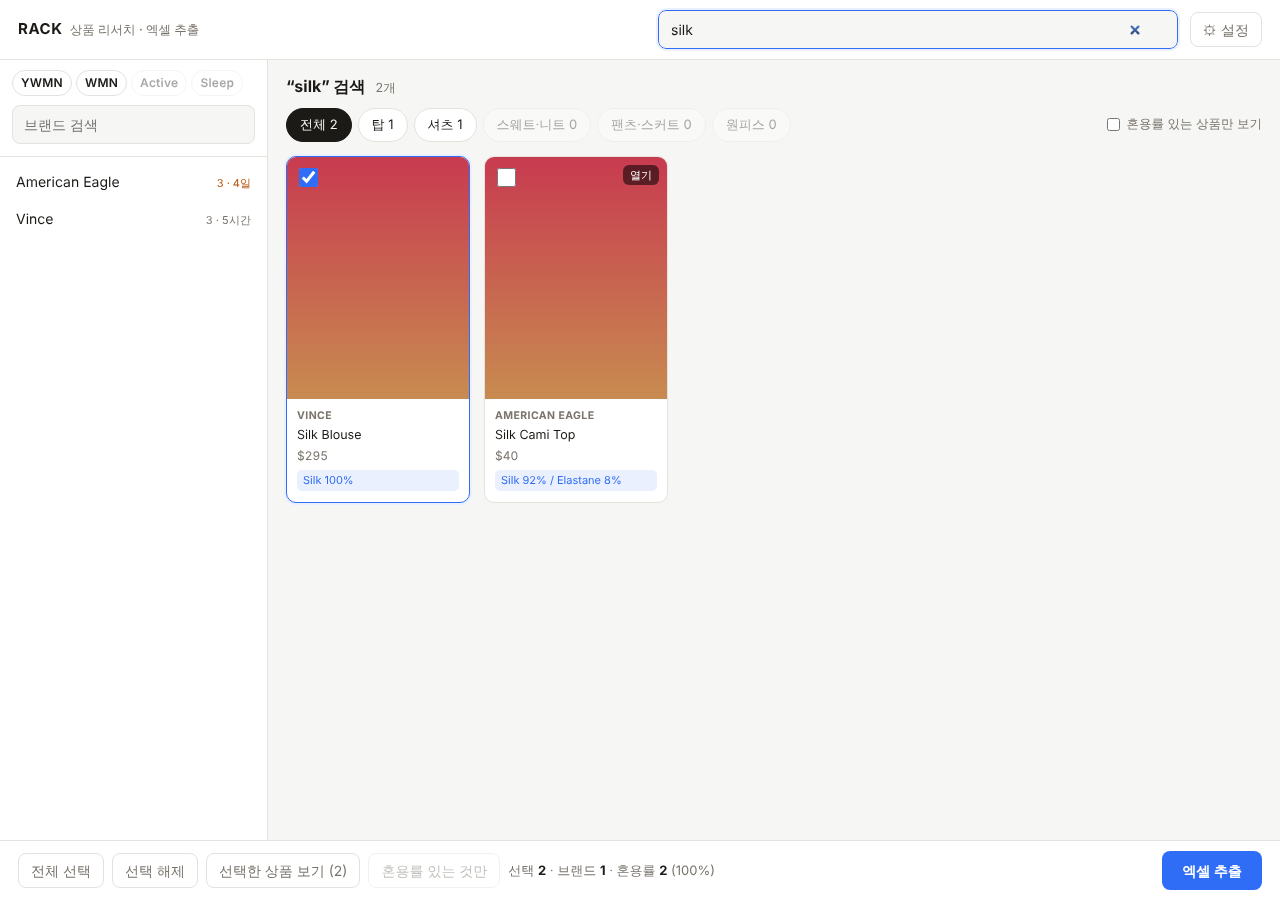 RACK 상품 리서치 · 엑셀 추출
silk
설정
YWMN WMN Active Sleep
브랜드 검색
American Eagle 3 · 4일
Vince 3 · 5시간
“silk” 검색 2개
전체 2 탑 1 셔츠 1 스웨트·니트 0 팬츠·스커트 0 원피스 0
혼용률 있는 상품만 보기
VINCE
Silk Blouse
$295
Silk 100%
열기
AMERICAN EAGLE
Silk Cami Top
$40
Silk 92% / Elastane 8%
전체 선택 선택 해제 선택한 상품 보기 (2) 혼용률 있는 것만 선택 2 · 브랜드 1 · 혼용률 2 (100%)
엑셀 추출